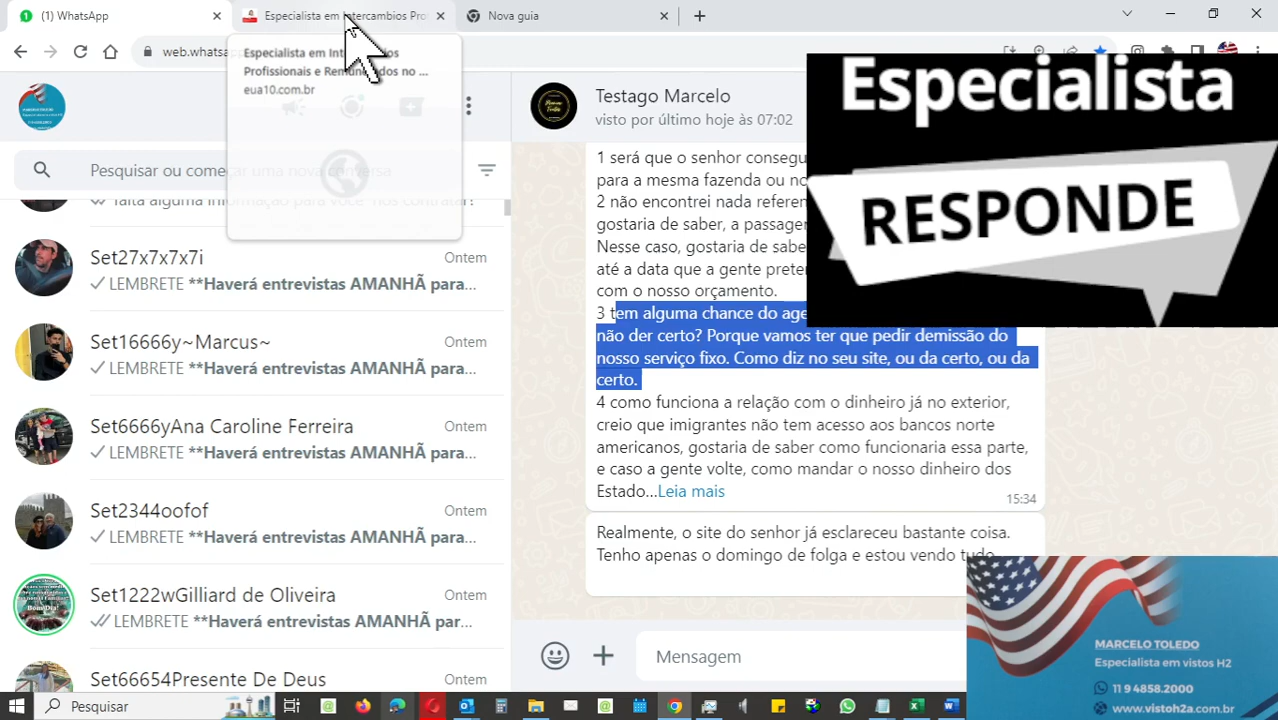 (1) WhatsApp
Especialista em Intercambios Pro
Nova guia
web.whatsa
Especialista em Int
Profissionais e Remunerados no ...
eua10.com.br
Pesquisar ou começar uma nova conversa
falta alguma informação para você nos contratar?
Set27x7x7x7i
Ontem
LEMBRETE **Haverá entrevistas AMANHÃ para...
Set16666y~Marcus~
Ontem
LEMBRETE **Haverá entrevistas AMANHÃ para...
Set6666yAna Caroline Ferreira
Ontem
LEMBRETE **Haverá entrevistas AMANHÃ para...
Set2344oofof
Ontem
LEMBRETE **Haverá entrevistas AMANHÃ para...
Set1222wGilliard de Oliveira
Ontem
LEMBRETE **Haverá entrevistas AMANHÃ par...
Set66654Presente De Deus
Ontem
Testago Marcelo
visto por último hoje às 07:02
1 será que o senhor consegu
para a mesma fazenda ou no
2 não encontrei nada referen
gostaria de saber, a passagen
Nesse caso, gostaria de sabe
até a data que a gente preten
com o nosso orçamento.
3 tem alguma chance do age
não der certo? Porque vamos ter que pedir demissão do
nosso serviço fixo. Como diz no seu site, ou da certo, ou da
certo.
4 como funciona a relação com o dinheiro já no exterior,
creio que imigrantes não tem acesso aos bancos norte
americanos, gostaria de saber como funcionaria essa parte,
e caso a gente volte, como mandar o nosso dinheiro dos
Estado...Leia mais
15:34
Realmente, o site do senhor já esclareceu bastante coisa.
Tenho apenas o domingo de folga e estou vendo tudo
Mensagem
Especialista
RESPONDE
MARCELO TOLEDO
Especialista em vistos H2
11 9 4858.2000
www.vistoh2a.com.br
Pesquisar